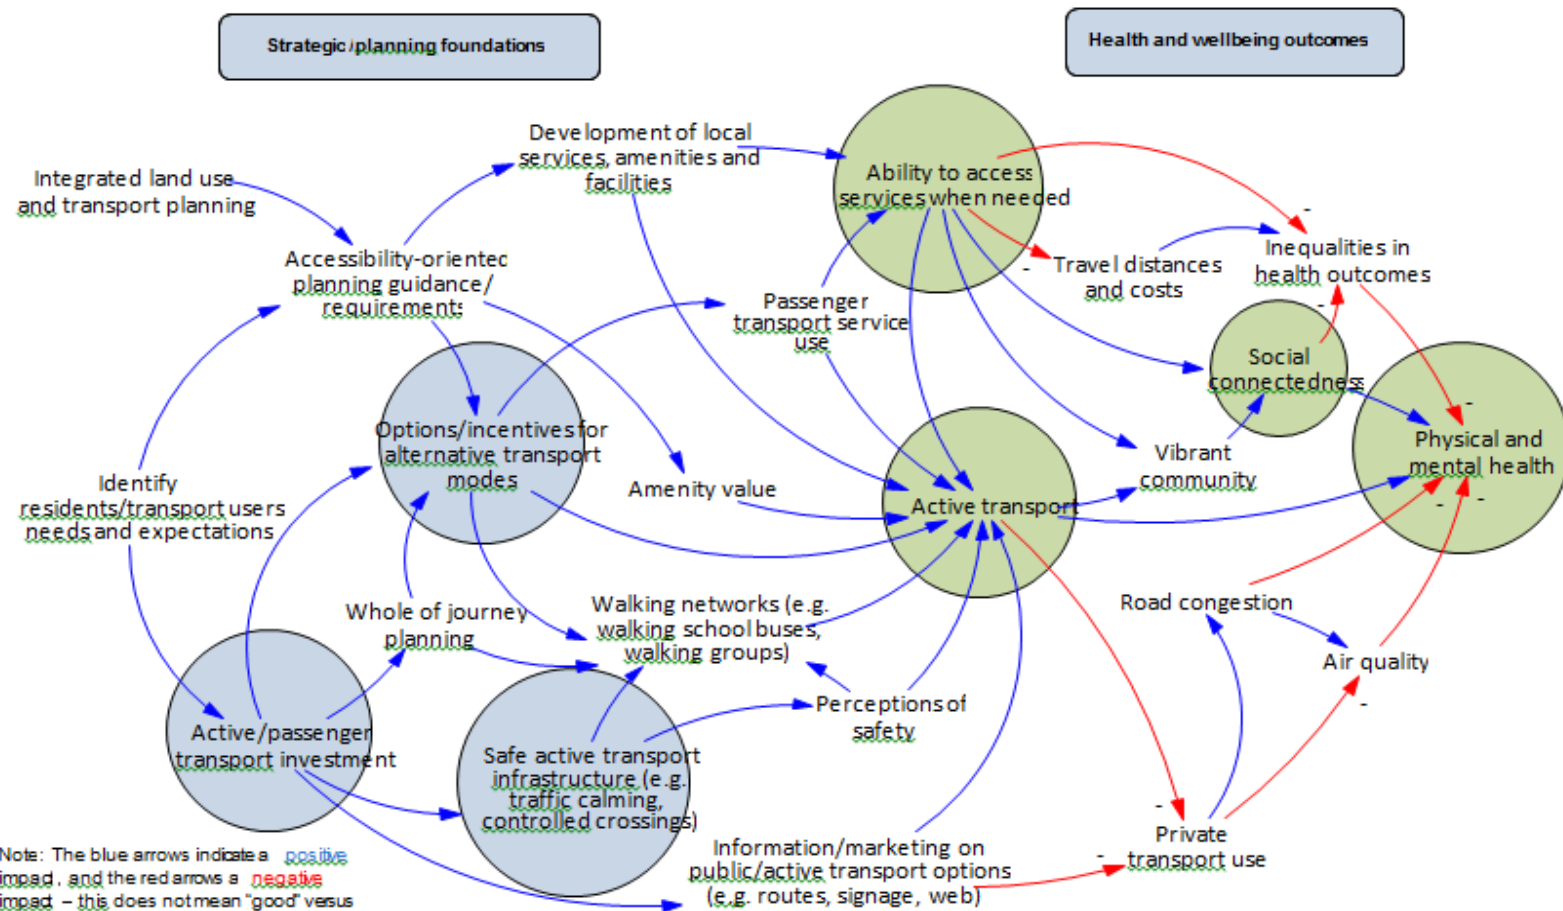 Strategic/planning foundations
Health and wellbeing outcomes
Integrated land use
and transport planning
Development of local
services, amenities and
facilities
Ability to access
services when needed
Accessibility-oriented
planning guidance/
requirements
Passenger
transport service
use
Travel distances
and costs
-
-
Inequalities in
health outcomes
-
Social
connectedness
Options/incentives for
alternative transport
modes
Identify
residents/transport users
needs and expectations
Amenity value
Active transport
Vibrant
community
-
Physical and
mental health
-
-
Whole of journey
planning
Walking networks (e.g.
walking school buses,
walking groups)
Road congestion
Air quality
-
Perceptions of
safety
Active/passenger
transport investment
Safe active transport
infrastructure (e.g.
traffic calming,
controlled crossings)
-
Private
transport use
-
Information/marketing on
public/active transport options
(e.g. routes, signage, web)
Note: The blue arrows indicate a positive
impact, and the red arrows a negative
impact – this does not mean "good" versus